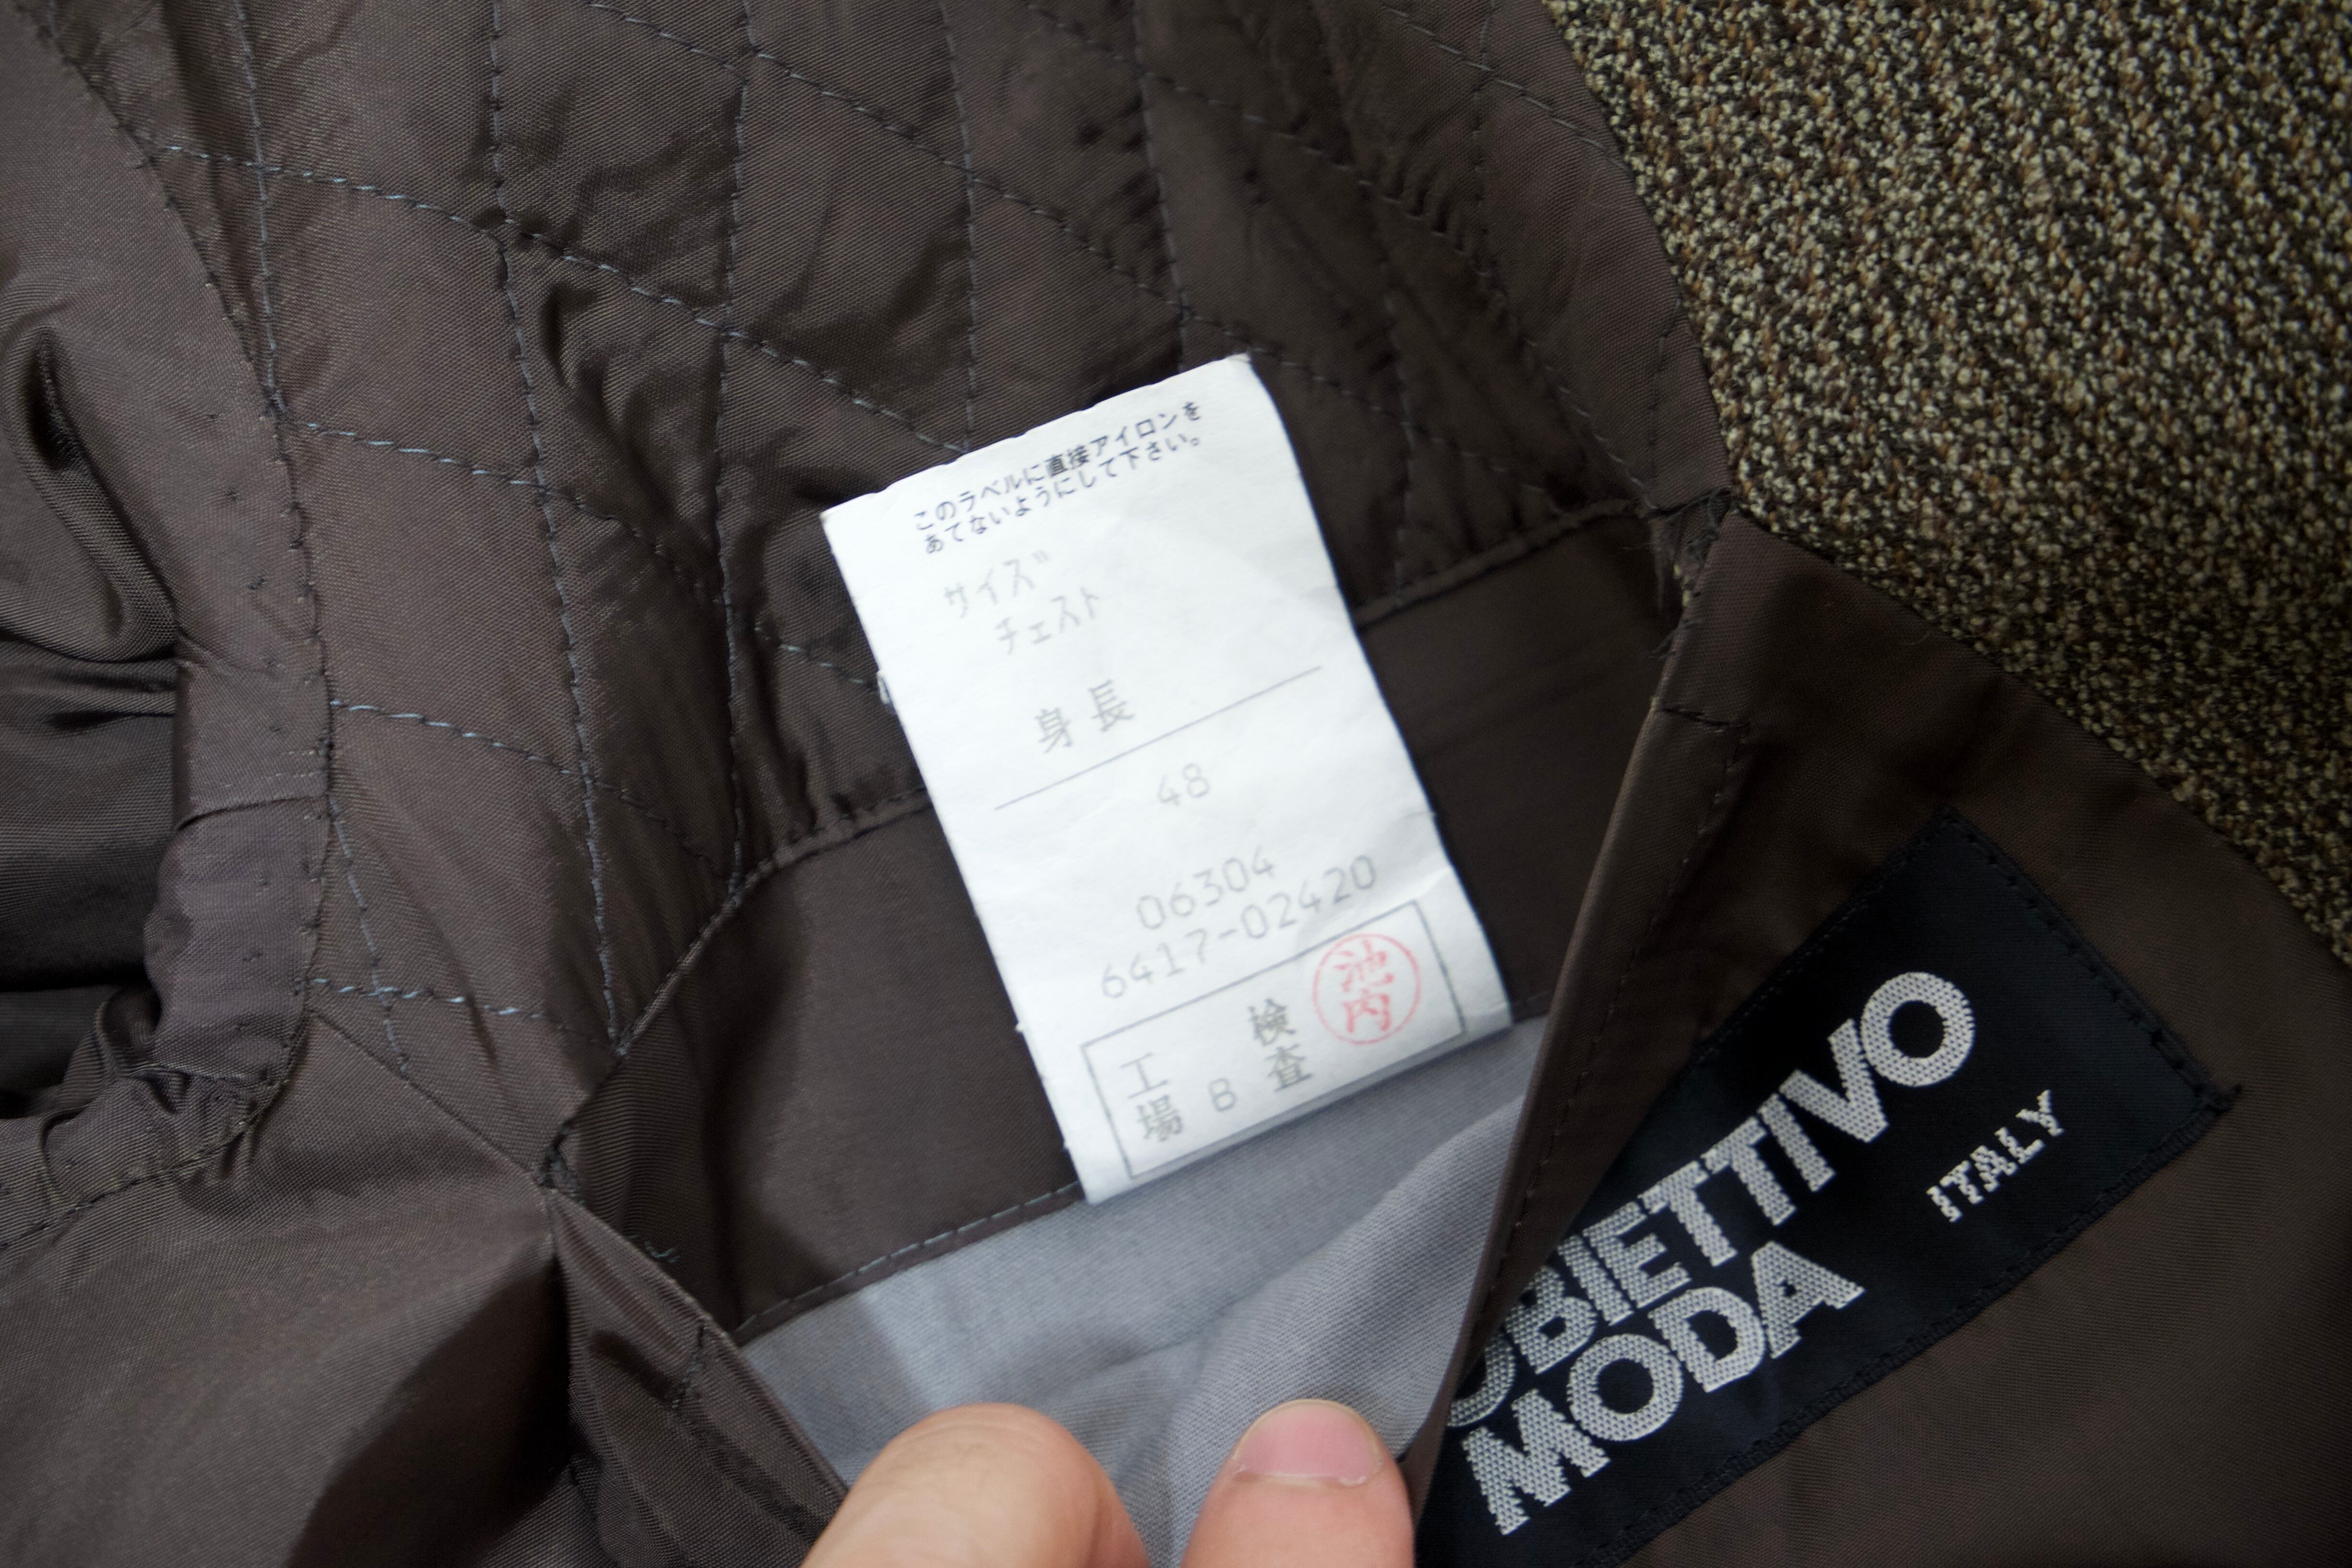 このラベルに直接アイロンを
あてないようにして下さい。
サイズ
チェスト
身長
48
06304
6417-02420
工場 8 検査 池内
OBIETTIVO
MODA
ITALY